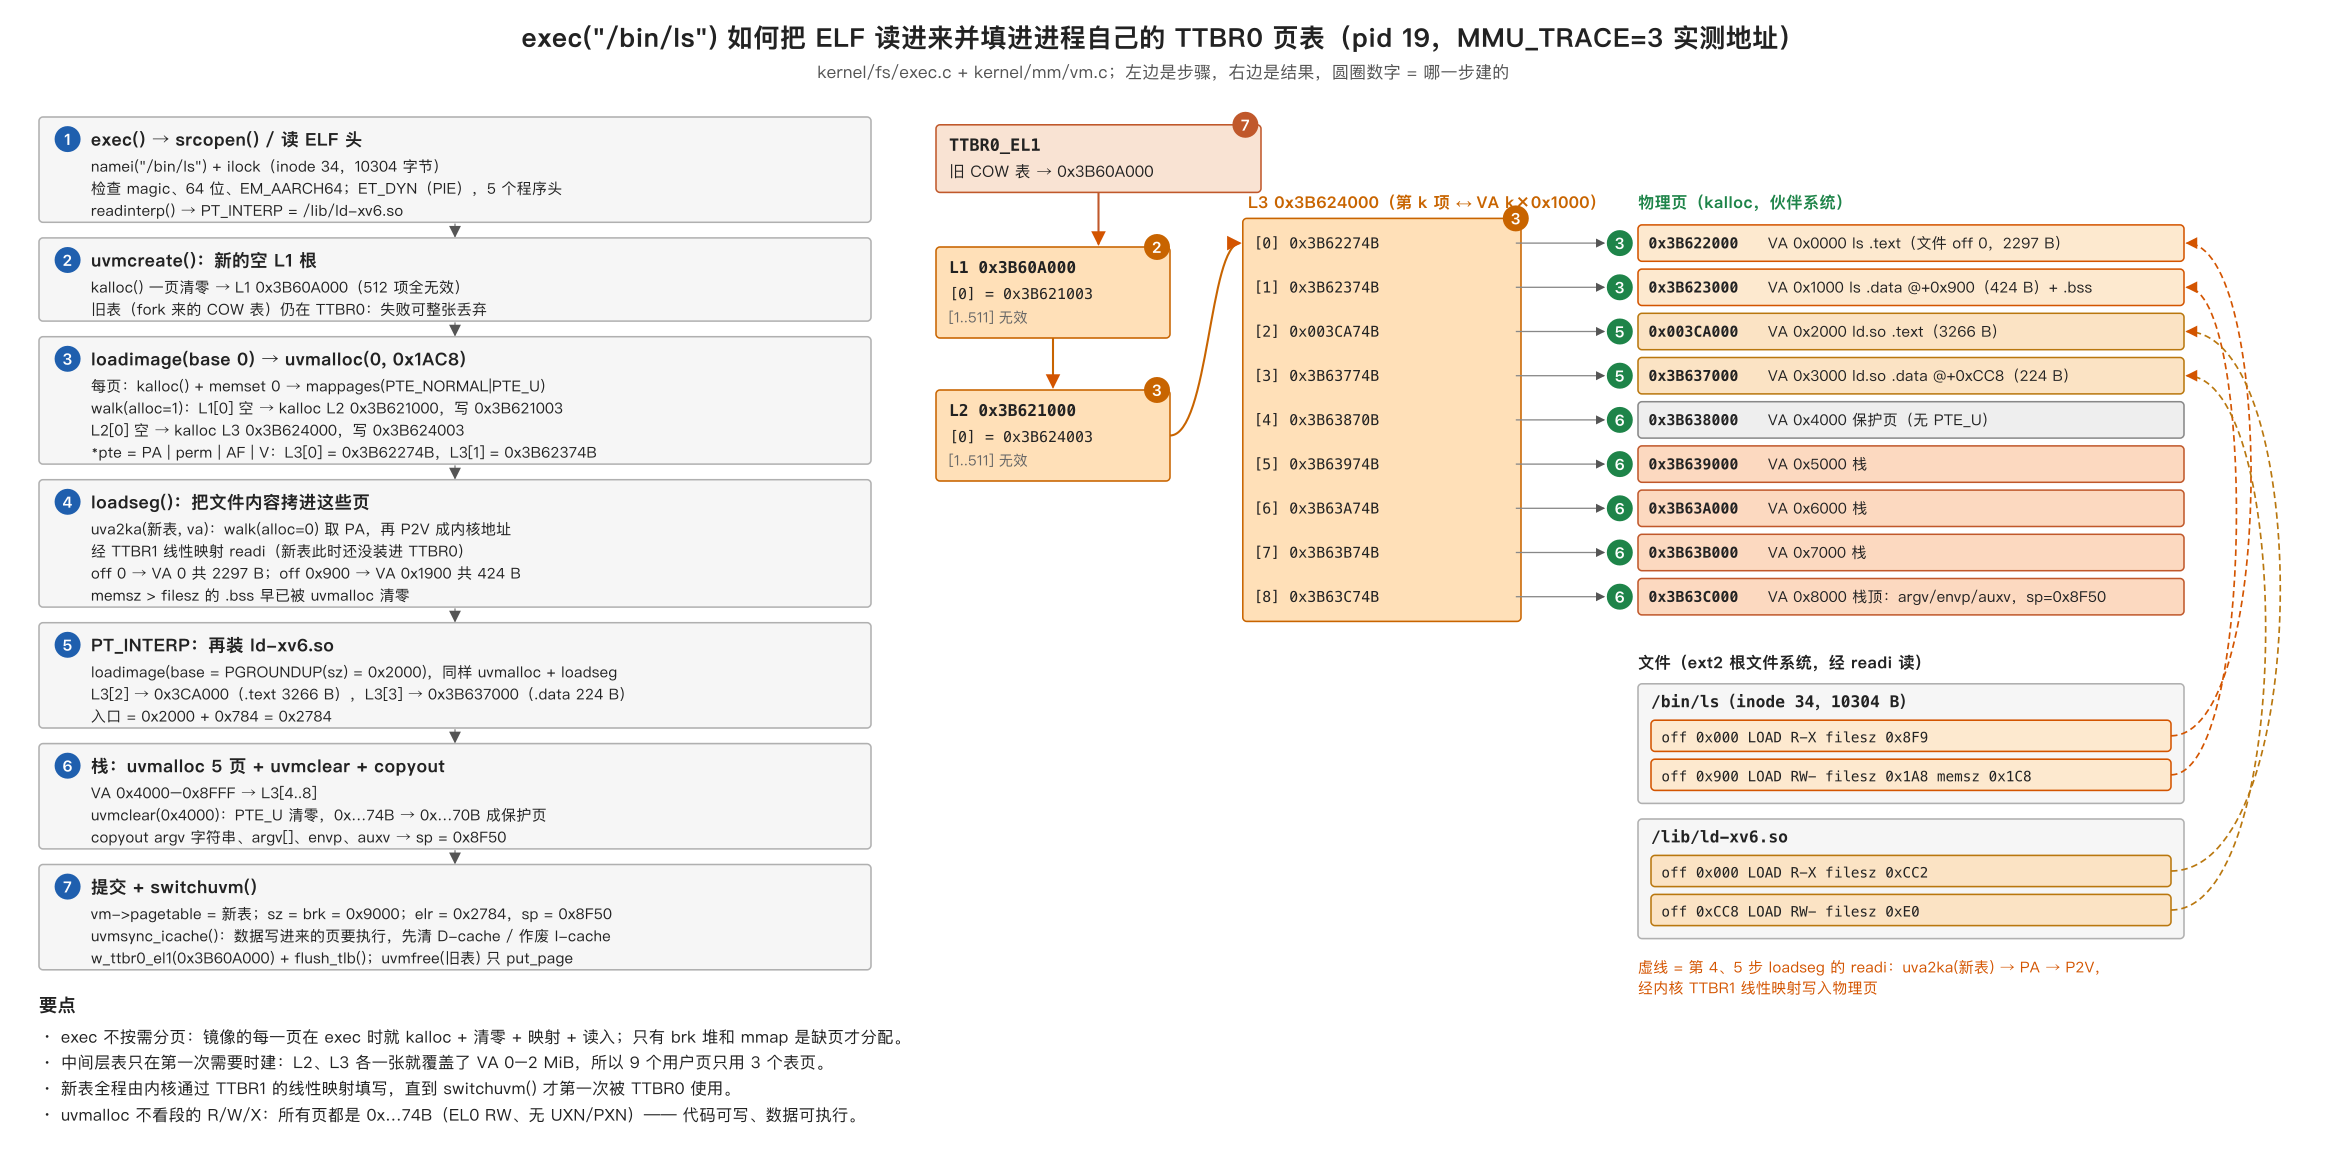 exec("/bin/ls") 如何把 ELF 读进来并填进进程自己的 TTBR0 页表（pid 19，MMU_TRACE=3 实测地址）
kernel/fs/exec.c + kernel/mm/vm.c；左边是步骤，右边是结果，圆圈数字 = 哪一步建的
1 exec() → srcopen() / 读 ELF 头
namei("/bin/ls") + ilock（inode 34，10304 字节）
检查 magic、64 位、EM_AARCH64；ET_DYN（PIE），5 个程序头
readinterp() → PT_INTERP = /lib/ld-xv6.so
2 uvmcreate()：新的空 L1 根
kalloc() 一页清零 → L1 0x3B60A000（512 项全无效）
旧表（fork 来的 COW 表）仍在 TTBR0：失败可整张丢弃
3 loadimage(base 0) → uvmalloc(0, 0x1AC8)
每页：kalloc() + memset 0 → mappages(PTE_NORMAL|PTE_U)
walk(alloc=1)：L1[0] 空 → kalloc L2 0x3B621000，写 0x3B621003
L2[0] 空 → kalloc L3 0x3B624000，写 0x3B624003
*pte = PA | perm | AF | V：L3[0] = 0x3B62274B，L3[1] = 0x3B62374B
4 loadseg()：把文件内容拷进这些页
uva2ka(新表, va)：walk(alloc=0) 取 PA，再 P2V 成内核地址
经 TTBR1 线性映射 readi（新表此时还没装进 TTBR0）
off 0 → VA 0 共 2297 B；off 0x900 → VA 0x1900 共 424 B
memsz > filesz 的 .bss 早已被 uvmalloc 清零
5 PT_INTERP：再装 ld-xv6.so
loadimage(base = PGROUNDUP(sz) = 0x2000)，同样 uvmalloc + loadseg
L3[2] → 0x3CA000（.text 3266 B），L3[3] → 0x3B637000（.data 224 B）
入口 = 0x2000 + 0x784 = 0x2784
6 栈：uvmalloc 5 页 + uvmclear + copyout
VA 0x4000–0x8FFF → L3[4..8]
uvmclear(0x4000)：PTE_U 清零，0x…74B → 0x…70B 成保护页
copyout argv 字符串、argv[]、envp、auxv → sp = 0x8F50
7 提交 + switchuvm()
vm->pagetable = 新表；sz = brk = 0x9000；elr = 0x2784，sp = 0x8F50
uvmsync_icache()：数据写进来的页要执行，先清 D-cache / 作废 I-cache
w_ttbr0_el1(0x3B60A000) + flush_tlb()；uvmfree(旧表) 只 put_page
要点
· exec 不按需分页：镜像的每一页在 exec 时就 kalloc + 清零 + 映射 + 读入；只有 brk 堆和 mmap 是缺页才分配。
· 中间层表只在第一次需要时建：L2、L3 各一张就覆盖了 VA 0–2 MiB，所以 9 个用户页只用 3 个表页。
· 新表全程由内核通过 TTBR1 的线性映射填写，直到 switchuvm() 才第一次被 TTBR0 使用。
· uvmalloc 不看段的 R/W/X：所有页都是 0x…74B（EL0 RW、无 UXN/PXN）—— 代码可写、数据可执行。
7
TTBR0_EL1
旧 COW 表 → 0x3B60A000
2
L1 0x3B60A000
[0] = 0x3B621003
[1..511] 无效
3
L2 0x3B621000
[0] = 0x3B624003
[1..511] 无效
L3 0x3B624000（第 k 项 ↔ VA k×0x1000）
3
[0] 0x3B62274B
[1] 0x3B62374B
[2] 0x003CA74B
[3] 0x3B63774B
[4] 0x3B63870B
[5] 0x3B63974B
[6] 0x3B63A74B
[7] 0x3B63B74B
[8] 0x3B63C74B
物理页（kalloc，伙伴系统）
3 0x3B622000 VA 0x0000 ls .text（文件 off 0，2297 B）
3 0x3B623000 VA 0x1000 ls .data @+0x900（424 B）+ .bss
5 0x003CA000 VA 0x2000 ld.so .text（3266 B）
5 0x3B637000 VA 0x3000 ld.so .data @+0xCC8（224 B）
6 0x3B638000 VA 0x4000 保护页（无 PTE_U）
6 0x3B639000 VA 0x5000 栈
6 0x3B63A000 VA 0x6000 栈
6 0x3B63B000 VA 0x7000 栈
6 0x3B63C000 VA 0x8000 栈顶：argv/envp/auxv，sp=0x8F50
文件（ext2 根文件系统，经 readi 读）
/bin/ls（inode 34，10304 B）
off 0x000 LOAD R-X filesz 0x8F9
off 0x900 LOAD RW- filesz 0x1A8 memsz 0x1C8
/lib/ld-xv6.so
off 0x000 LOAD R-X filesz 0xCC2
off 0xCC8 LOAD RW- filesz 0xE0
虚线 = 第 4、5 步 loadseg 的 readi：uva2ka(新表) → PA → P2V，
经内核 TTBR1 线性映射写入物理页